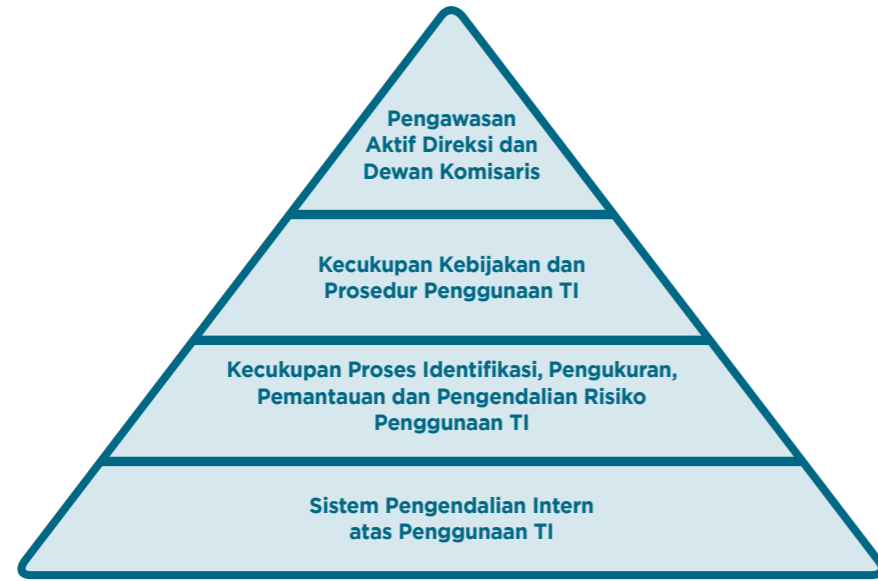 Pengawasan
Aktif Direksi dan
Dewan Komisaris
Kecukupan Kebijakan dan
Prosedur Penggunaan TI
Kecukupan Proses Identifikasi, Pengukuran,
Pemantauan dan Pengendalian Risiko
Penggunaan TI
Sistem Pengendalian Intern
atas Penggunaan TI